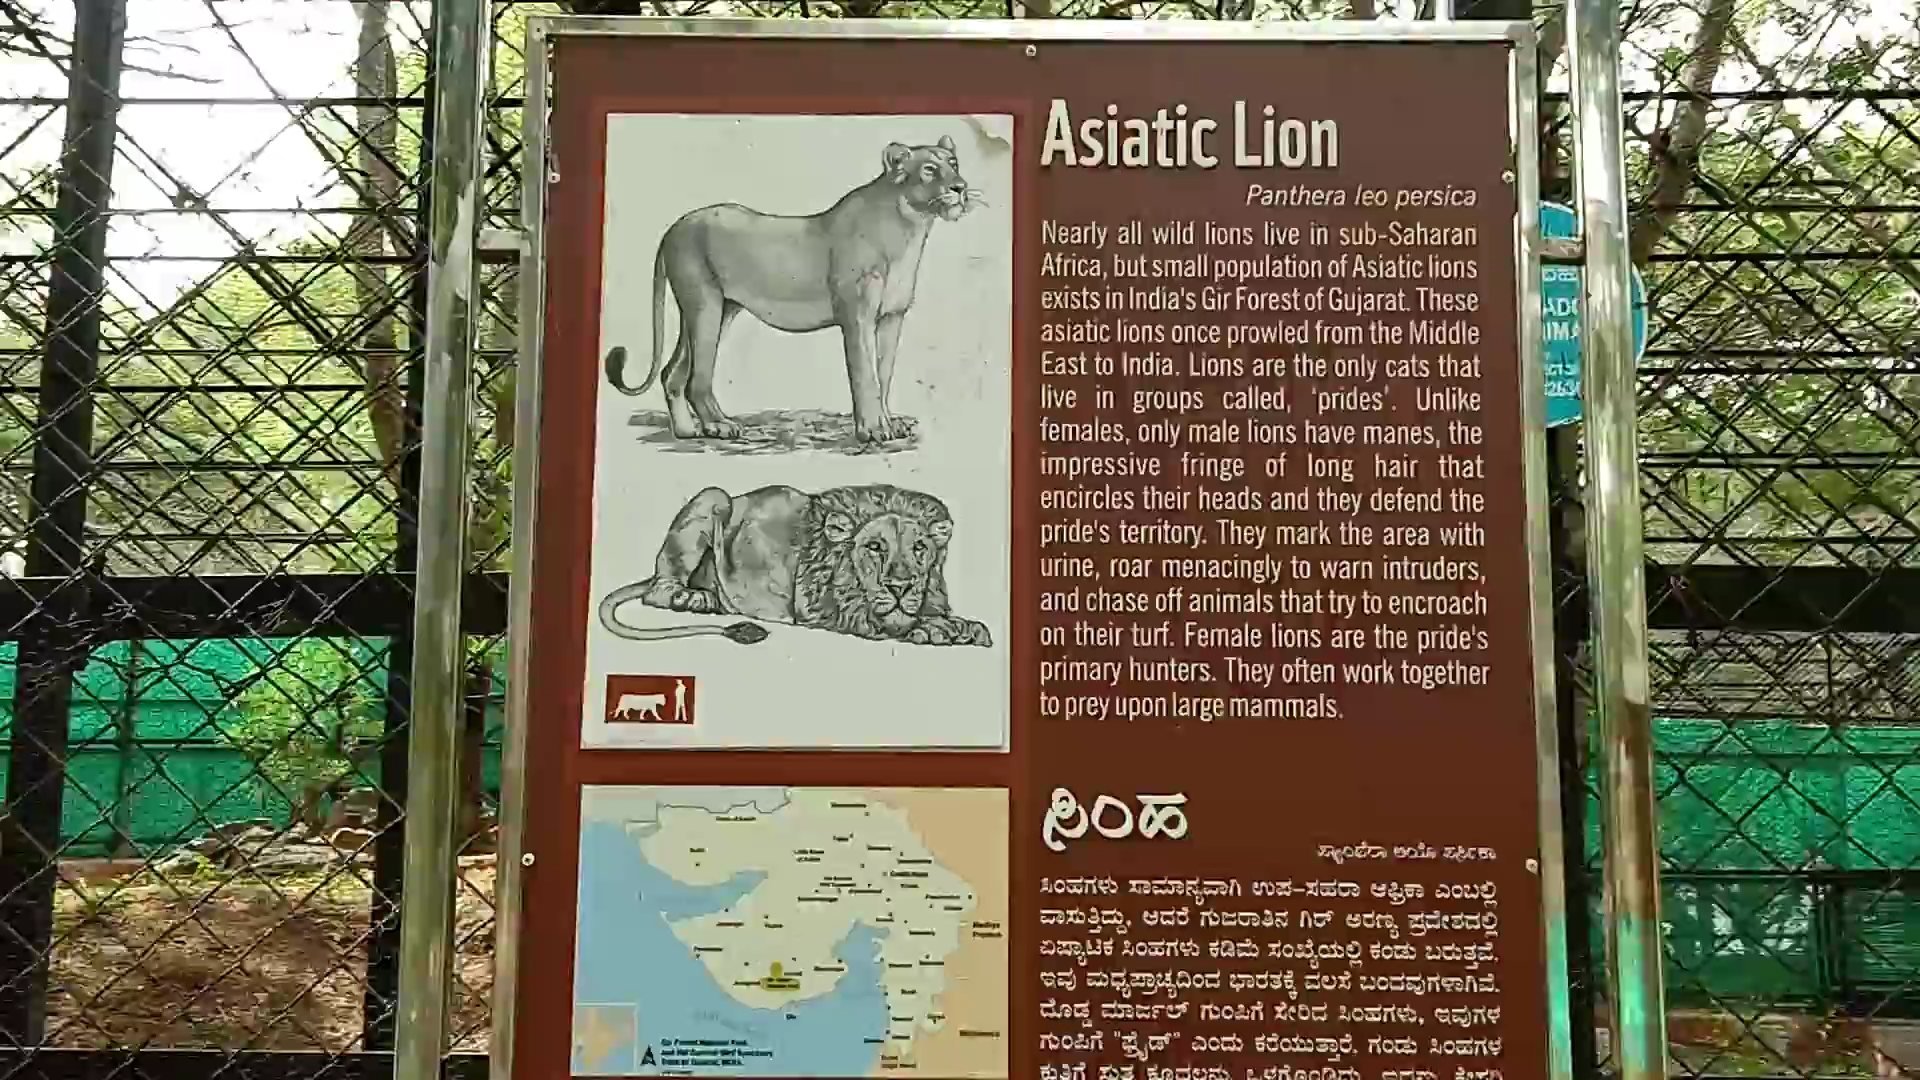 Asiatic Lion
Panthera leo persica
Nearly all wild lions live in sub-Saharan
Africa, but small population of Asiatic lions
exists in India's Gir Forest of Gujarat. These
asiatic lions once prowled from the Middle
East to India. Lions are the only cats that
live in groups called, 'prides'. Unlike
females, only male lions have manes, the
impressive fringe of long hair that
encircles their heads and they defend the
pride's territory. They mark the area with
urine, roar menacingly to warn intruders,
and chase off animals that try to encroach
on their turf. Female lions are the pride's
primary hunters. They often work together
to prey upon large mammals.
ಸಿಂಹ
ಪ್ಯಾಂಥೆರಾ ಲಿಯೊ ಪರ್ಸಿಕಾ
ಸಿಂಹಗಳು ಸಾಮಾನ್ಯವಾಗಿ ಉಪ-ಸಹರಾ ಆಫ್ರಿಕಾ ಎಂಬಲ್ಲಿ
ವಾಸುತ್ತಿದ್ದು, ಆದರೆ ಗುಜರಾತಿನ ಗಿರ್ ಅರಣ್ಯ ಪ್ರದೇಶದಲ್ಲಿ
ಏಷ್ಯಾಟಿಕ ಸಿಂಹಗಳು ಕಡಿಮೆ ಸಂಖ್ಯೆಯಲ್ಲಿ ಕಂಡು ಬರುತ್ತವೆ.
ಇವು ಮಧ್ಯಪ್ರಾಚ್ಯದಿಂದ ಭಾರತಕ್ಕೆ ವಲಸೆ ಬಂದವುಗಳಾಗಿವೆ.
ದೊಡ್ಡ ಮಾರ್ಜಲ್ ಗುಂಪಿಗೆ ಸೇರಿದ ಸಿಂಹಗಳು, ಇವುಗಳ
ಗುಂಪಿಗೆ "ಪ್ರೈಡ್" ಎಂದು ಕರೆಯುತ್ತಾರೆ. ಗಂಡು ಸಿಂಹಗಳ
Madhya
Pradesh